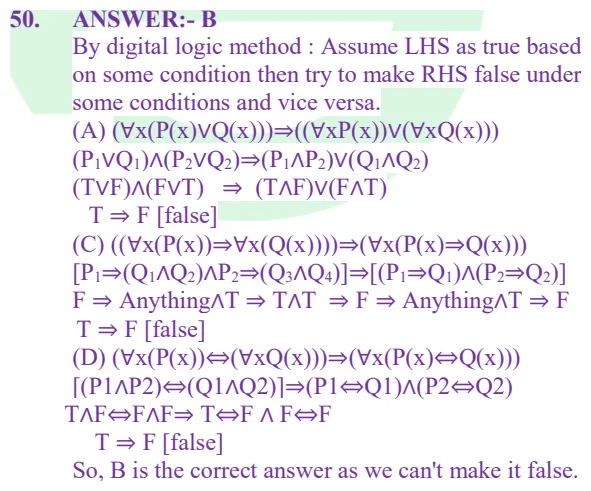 50. ANSWER:- B
By digital logic method : Assume LHS as true based
on some condition then try to make RHS false under
some conditions and vice versa.
(A) (∀x(P(x)∨Q(x)))⇒((∀xP(x))∨(∀xQ(x)))
(P₁∨Q₁)∧(P₂∨Q₂)⇒(P₁∧P₂)∨(Q₁∧Q₂)
(T∨F)∧(F∨T) ⇒ (T∧F)∨(F∧T)
T ⇒ F [false]
(C) ((∀x(P(x))⇒∀x(Q(x))))⇒(∀x(P(x)⇒Q(x)))
[P₁⇒(Q₁∧Q₂)∧P₂⇒(Q₃∧Q₄)]⇒[(P₁⇒Q₁)∧(P₂⇒Q₂)]
F ⇒ Anything∧T ⇒ T∧T ⇒ F ⇒ Anything∧T ⇒ F
T ⇒ F [false]
(D) (∀x(P(x))⇔(∀xQ(x)))⇒(∀x(P(x)⇔Q(x)))
[(P1∧P2)⇔(Q1∧Q2)]⇒(P1⇔Q1)∧(P2⇔Q2)
T∧F⇔F∧F⇒ T⇔F ∧ F⇔F
T ⇒ F [false]
So, B is the correct answer as we can't make it false.